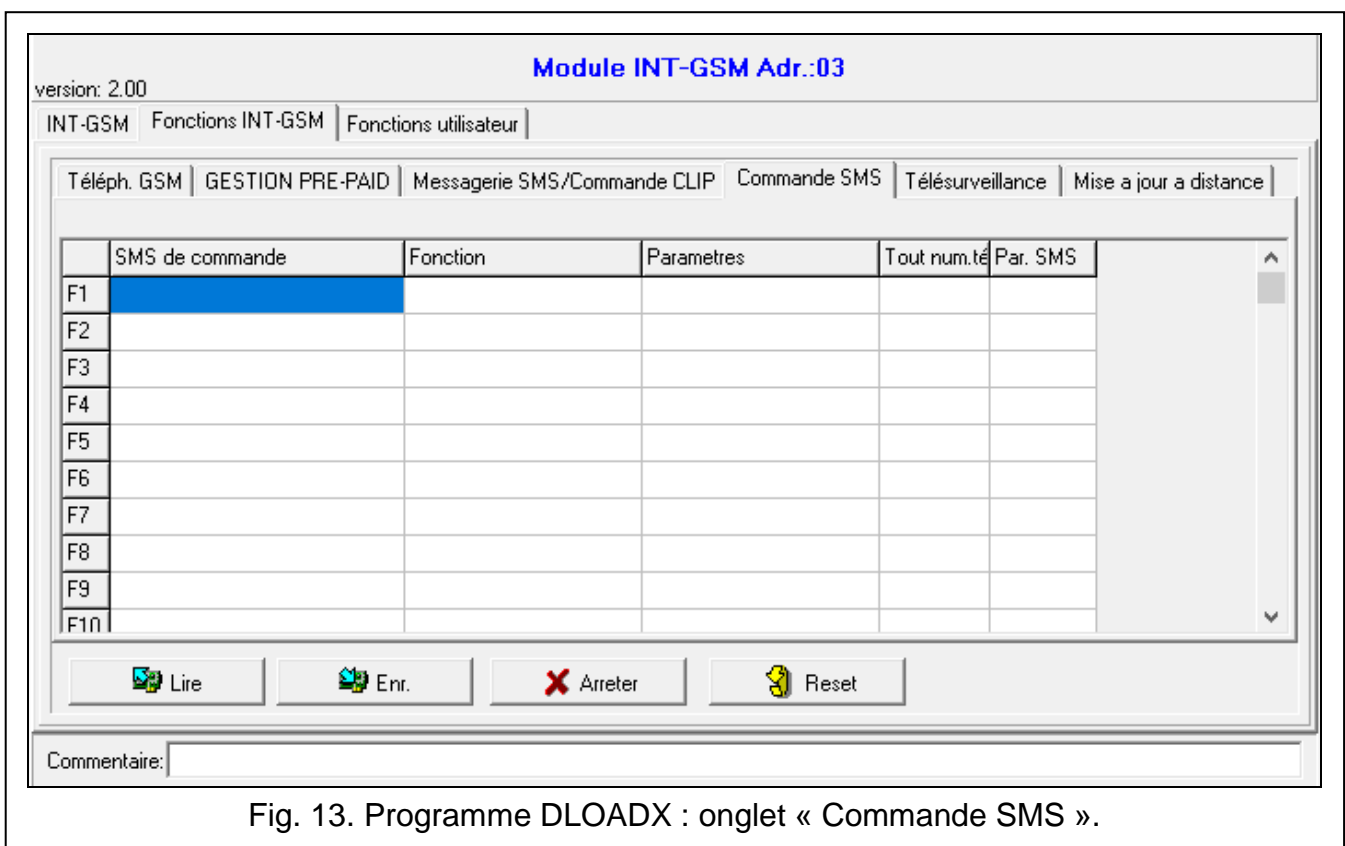 Module INT-GSM Adr.:03
version: 2.00
INT-GSM Fonctions INT-GSM Fonctions utilisateur
Téléph. GSM GESTION PRE-PAID Messagerie SMS/Commande CLIP Commande SMS Télésurveillance Mise a jour a distance
SMS de commande Fonction Parametres Tout num.té Par. SMS
F1
F2
F3
F4
F5
F6
F7
F8
F9
F10
Lire Enr. Arreter Reset
Commentaire:
Fig. 13. Programme DLOADX : onglet « Commande SMS ».